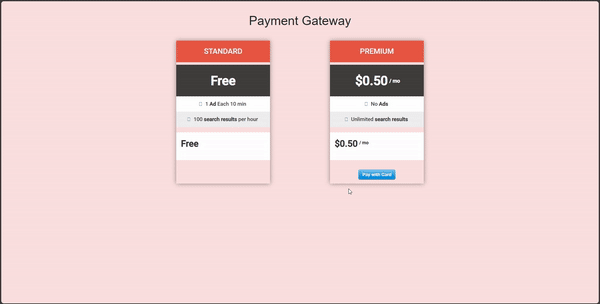 Payment Gateway
STANDARD
Free
1 Ad Each 10 min
100 search results per hour
Free
PREMIUM
$0.50 / mo
No Ads
Unlimited search results
$0.50 / mo
Pay with Card